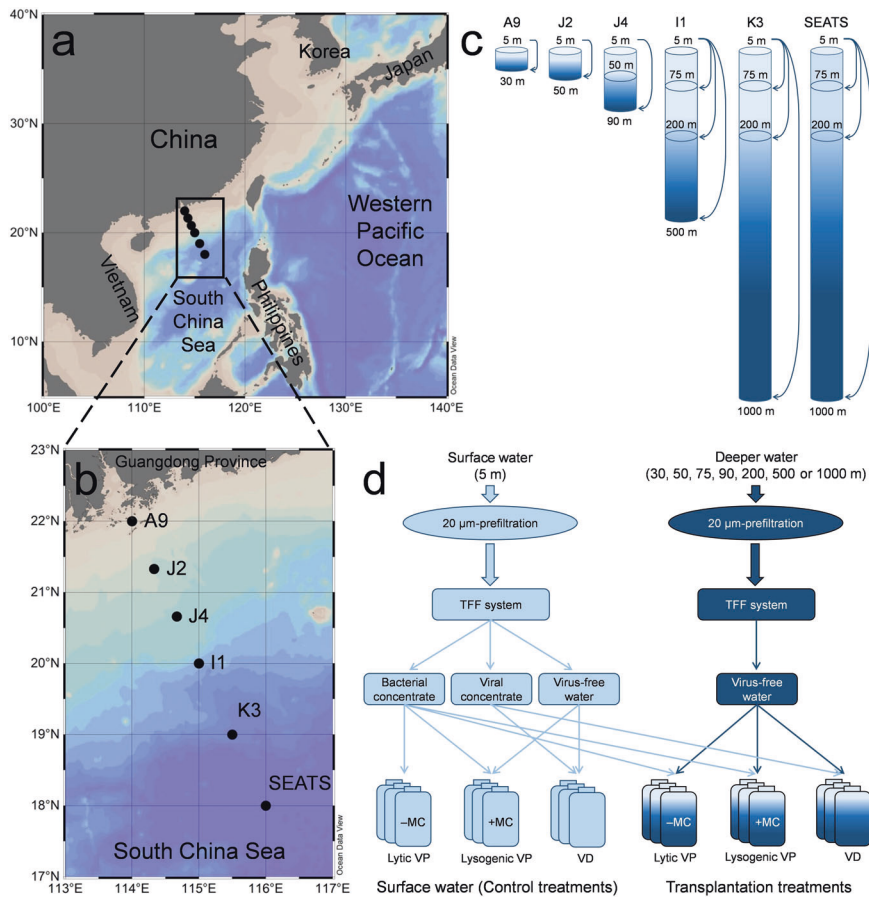 a
Korea
Japan
China
Western
Pacific
Ocean
Vietnam
South
China
Sea
Philippines
40°N
30°N
20°N
10°N
100°E
110°E
120°E
130°E
140°E
Ocean Data View
b
Guangdong Province
23°N
22°N
21°N
20°N
19°N
18°N
17°N
A9
J2
J4
I1
K3
SEATS
South China Sea
113°E
114°E
115°E
116°E
117°E
Ocean Data View
c
A9
J2
J4
I1
K3
SEATS
5 m
5 m
5 m
5 m
5 m
5 m
30 m
50 m
50 m
90 m
75 m
200 m
500 m
75 m
200 m
1000 m
75 m
200 m
1000 m
d
Surface water
(5 m)
20 µm-prefiltration
TFF system
Bacterial
concentrate
Viral
concentrate
Virus-free
water
–MC
+MC
Lytic VP
Lysogenic VP
VD
Surface water (Control treatments)
Deeper water
(30, 50, 75, 90, 200, 500 or 1000 m)
20 µm-prefiltration
TFF system
Virus-free
water
–MC
+MC
Lytic VP
Lysogenic VP
VD
Transplantation treatments